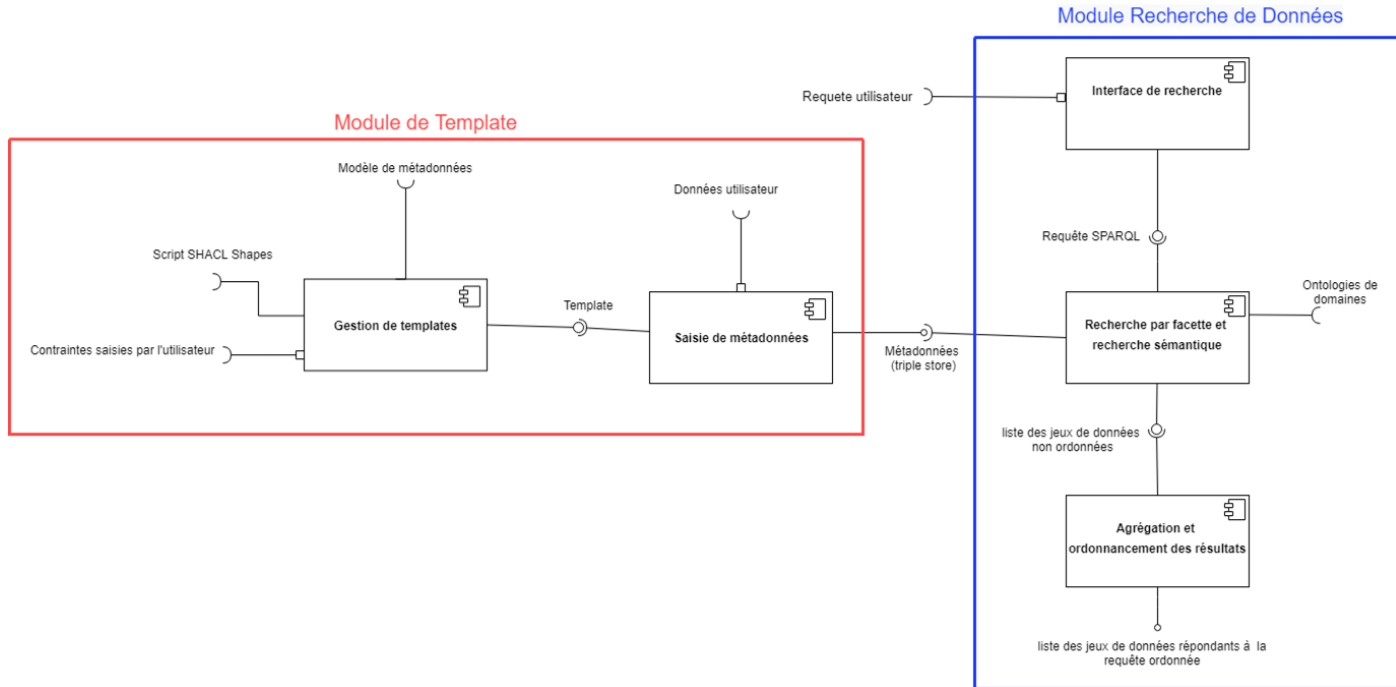 Module Recherche de Données
Interface de recherche
Requete utilisateur
Module de Template
Modèle de métadonnées
Données utilisateur
Script SHACL Shapes
Requête SPARQL
Ontologies de
domaines
Template
Gestion de templates
Saisie de métadonnées
Recherche par facette et
recherche sémantique
Contraintes saisies par l'utilisateur
Métadonnées
(triple store)
liste des jeux de données
non ordonnées
Agrégation et
ordonnancement des résultats
liste des jeux de données répondants à la
requête ordonnée